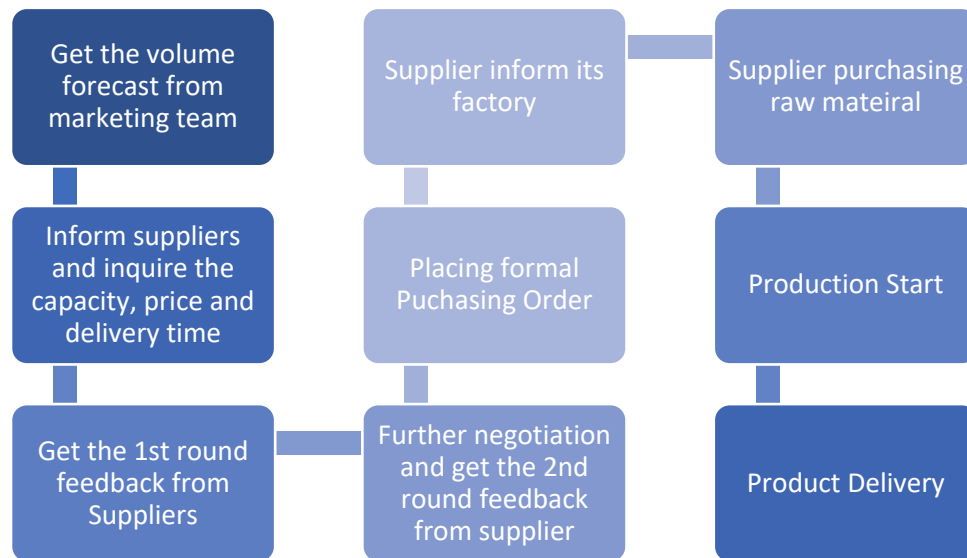 Get the volume
forecast from
marketing team
Inform suppliers
and inquire the
capacity, price and
delivery time
Get the 1st round
feedback from
Suppliers
Further negotiation
and get the 2nd
round feedback
from supplier
Placing formal
Puchasing Order
Supplier inform its
factory
Supplier purchasing
raw mateiral
Production Start
Product Delivery